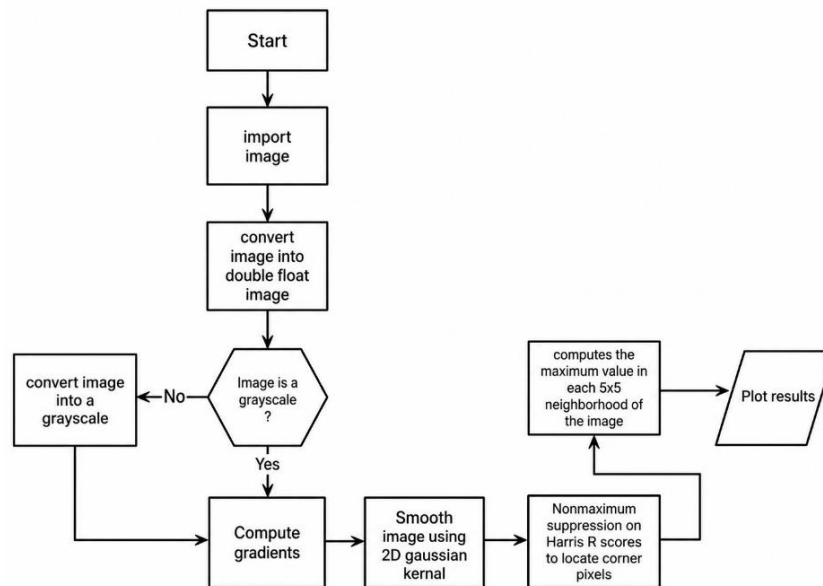 Start
import
image
convert
image into
double float
image
Image is a
grayscale
?
No
convert image
into a
grayscale
Yes
Compute
gradients
Smooth
image using
2D gaussian
kernal
Nonmaximum
suppression on
Harris R scores
to locate corner
pixels
computes the
maximum value in
each 5x5
neighborhood of
the image
Plot results